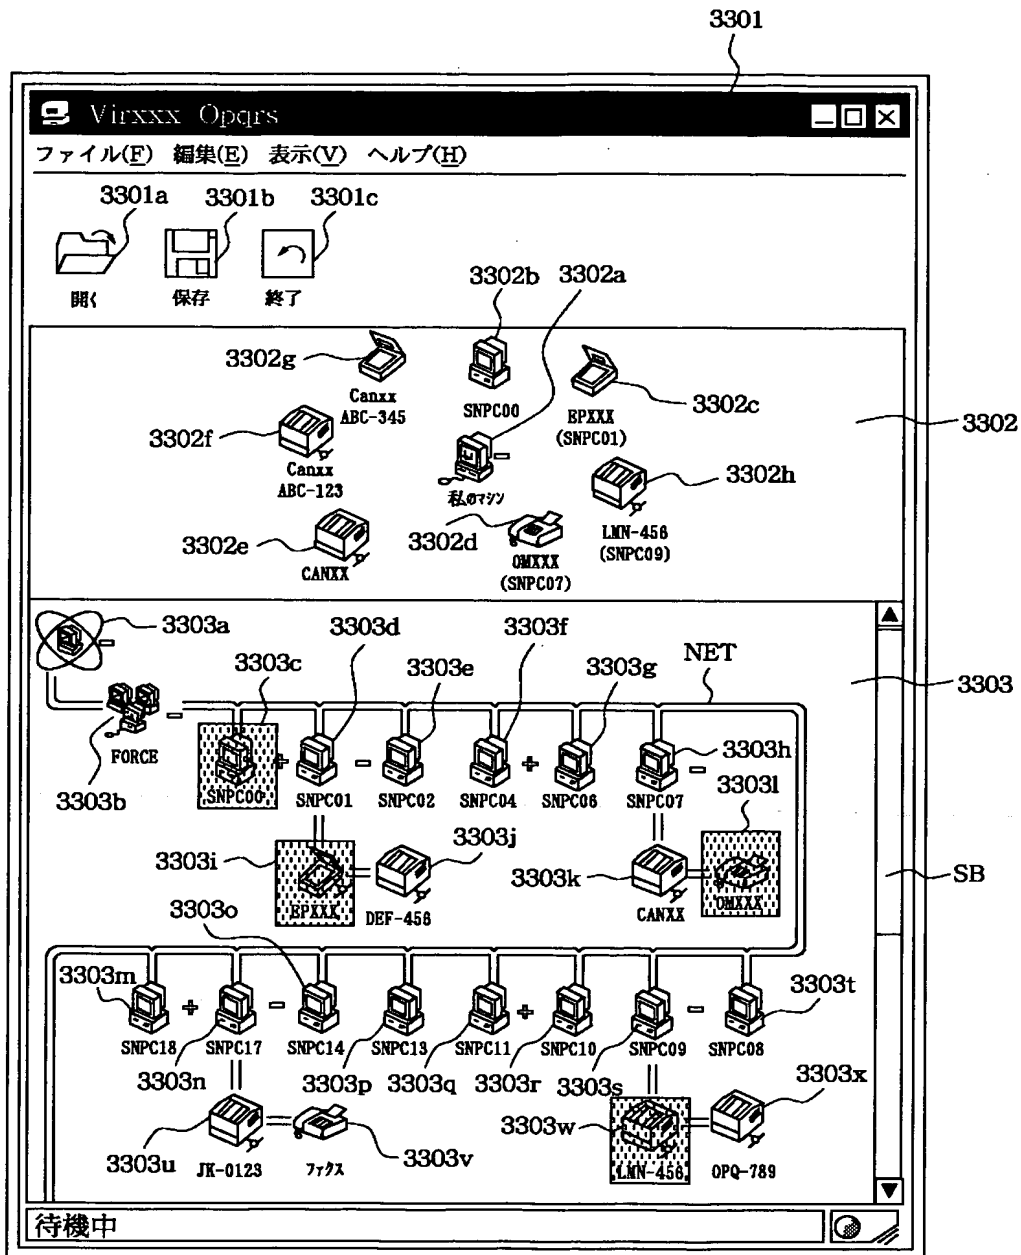 3301
Virxxx Opqrs
ファイル(F) 編集(E) 表示(V) ヘルプ(H)
3301a 3301b 3301c
開く 保存 終了
3302b 3302a
3302g
Canxx
ABC-345
SNPC00
EPXXX
(SNPC01)
3302c
3302
3302f
Canxx
ABC-123
私のマシン
3302h
LMN-456
(SNPC09)
3302e
CANXX
3302d
OMXXX
(SNPC07)
3303a
3303c
3303d
3303e
3303f
3303g
NET
3303
FORCE
3303b
3303h
SNPC00 SNPC01 SNPC02 SNPC04 SNPC06 SNPC07
3303l
3303i
3303j
3303k
EPXXX DEF-456
CANXX OMXXX
SB
3303o
3303m
3303t
SNPC18 SNPC17 SNPC14 SNPC13 SNPC11 SNPC10 SNPC09 SNPC08
3303n 3303p 3303q 3303r 3303s
3303x
3303w
3303u
JK-0123 ファクス
3303v
LMN-456 OPQ-789
待機中